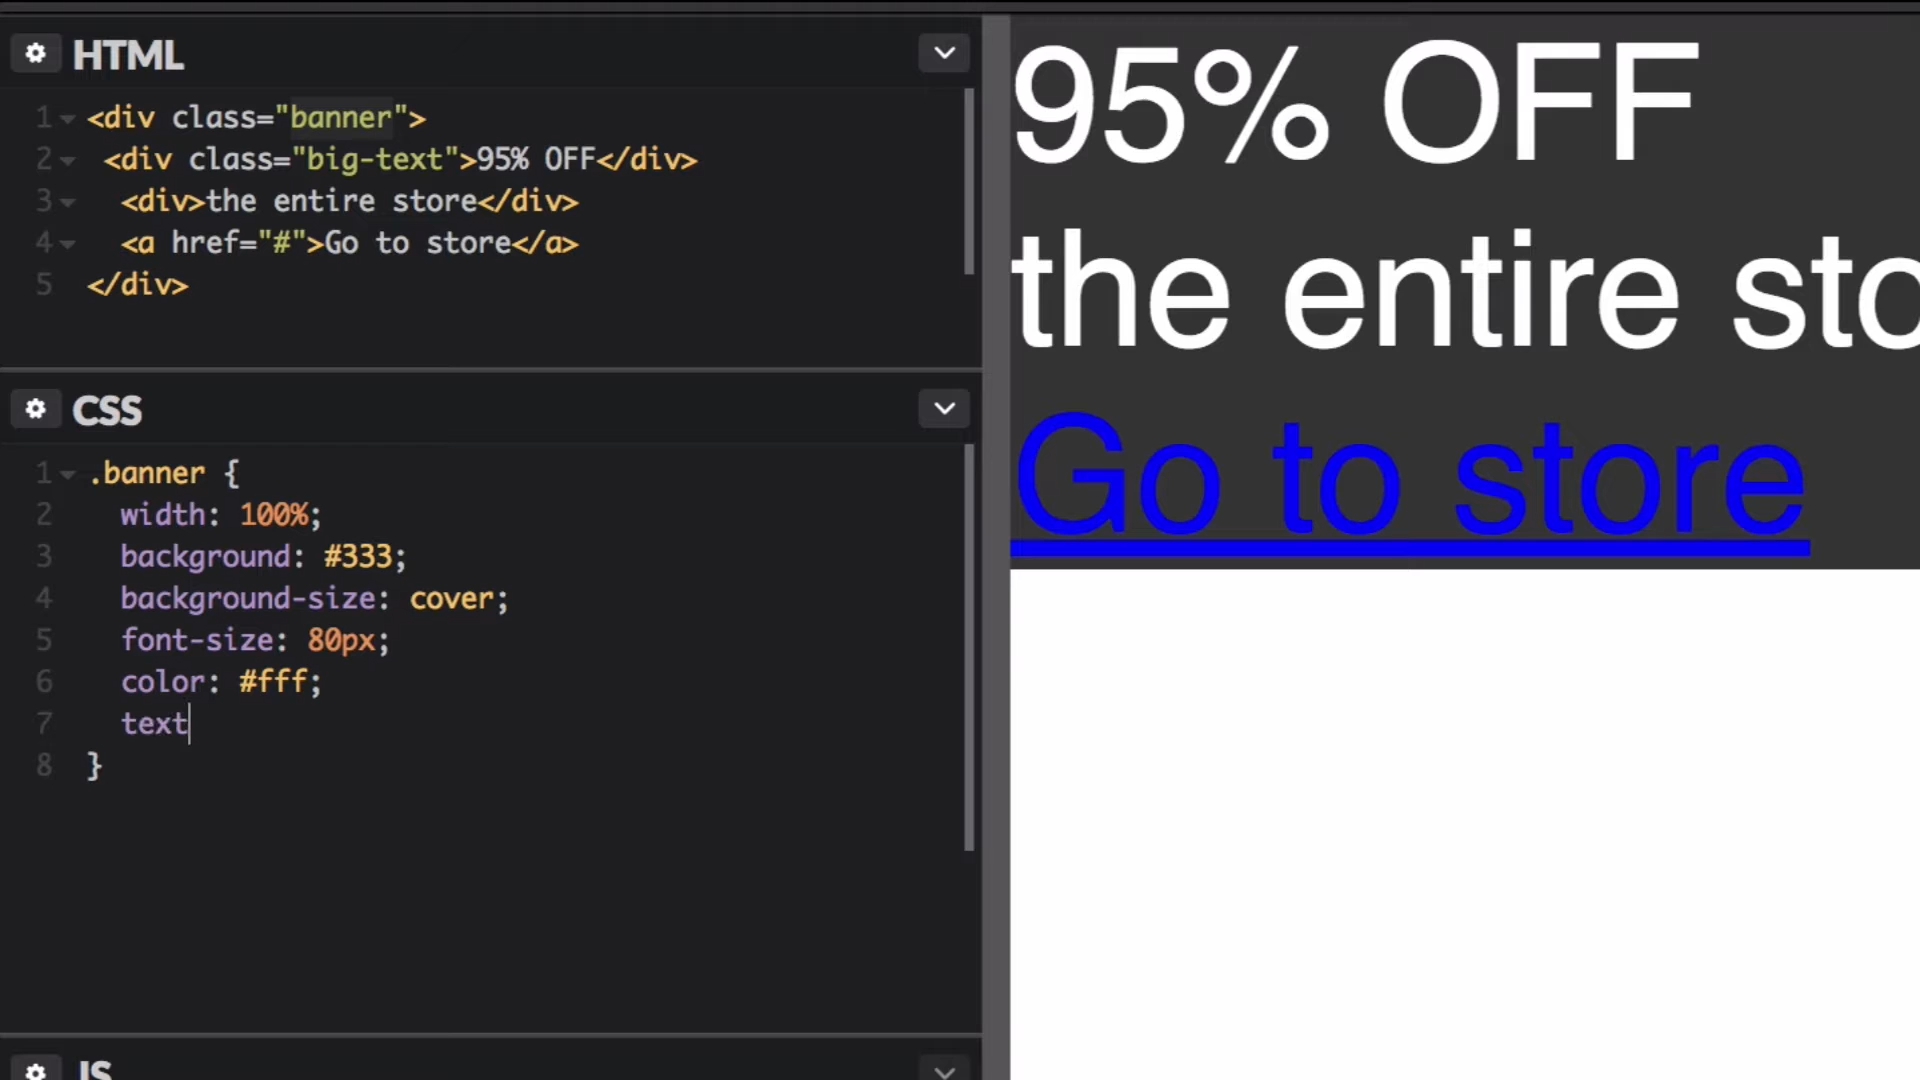 HTML
1 <div class="banner">
2 <div class="big-text">95% OFF</div>
3 <div>the entire store</div>
4 <a href="#">Go to store</a>
5 </div>
CSS
1 .banner {
2 width: 100%;
3 background: #333;
4 background-size: cover;
5 font-size: 80px;
6 color: #fff;
7 text
8 }
JS
95% OFF
the entire sto
Go to store